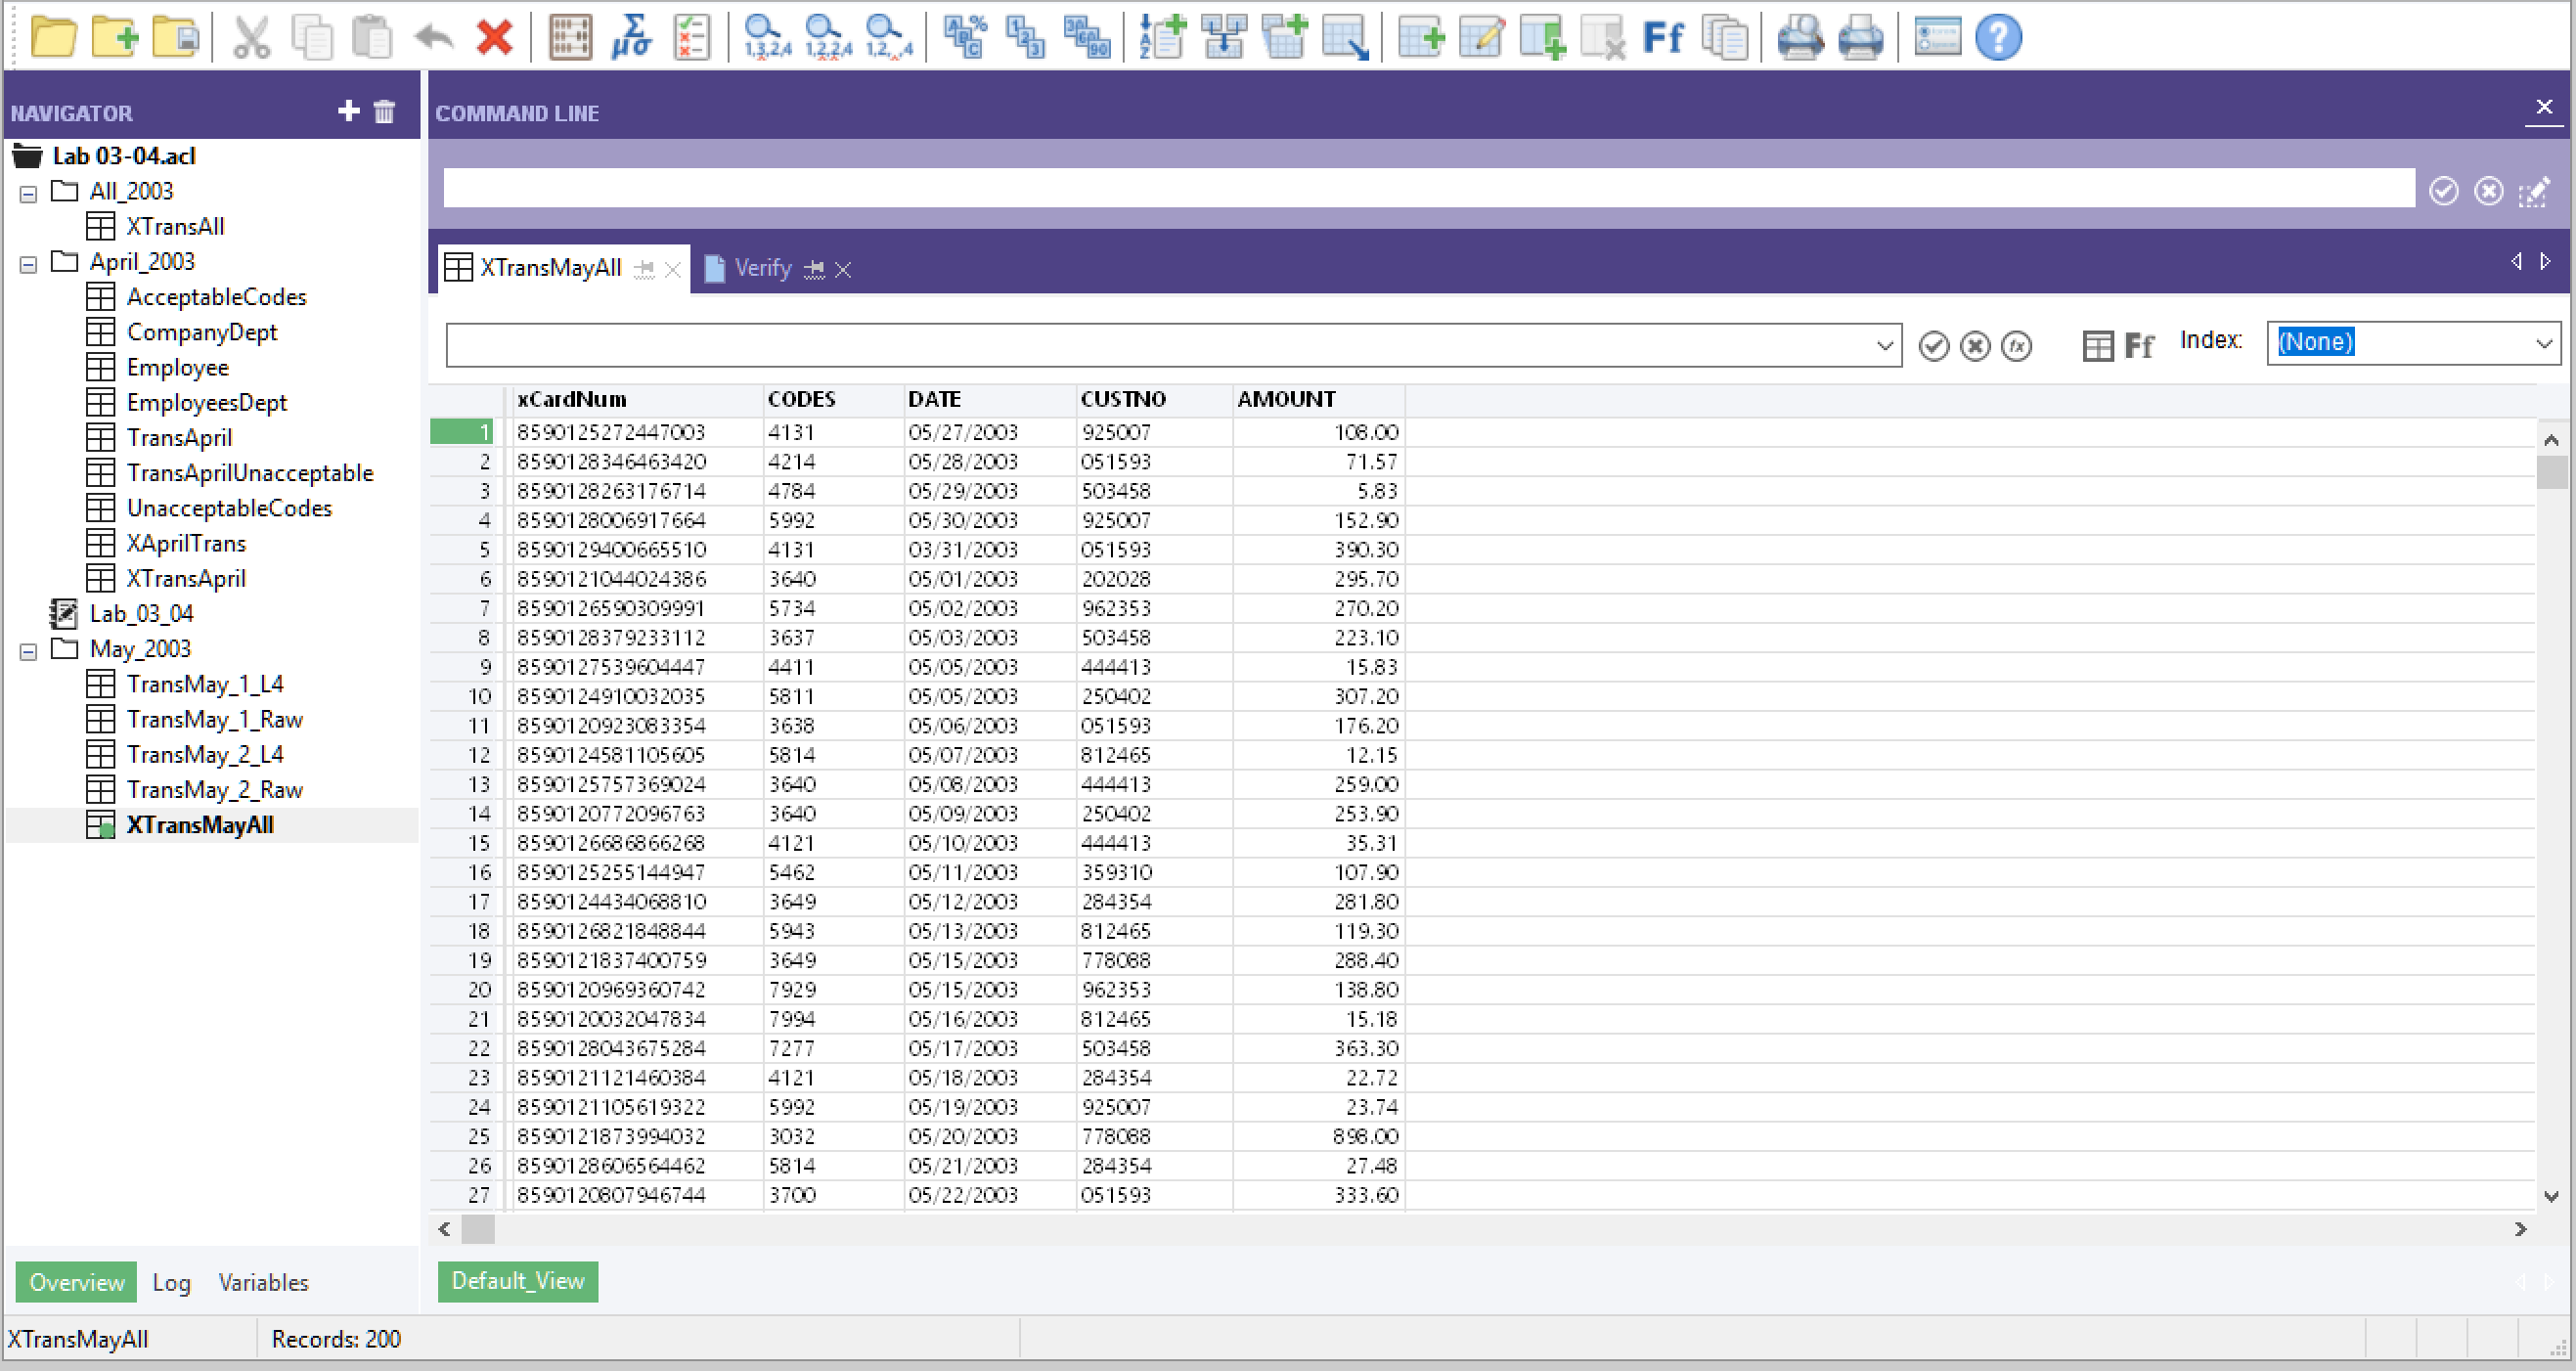 NAVIGATOR
COMMAND LINE
Lab 03-04.acl
All_2003
XTransAll
April_2003
AcceptableCodes
CompanyDept
Employee
EmployeesDept
TransApril
TransAprilUnacceptable
UnacceptableCodes
XAprilTrans
XTransApril
Lab_03_04
May_2003
TransMay_1_L4
TransMay_1_Raw
TransMay_2_L4
TransMay_2_Raw
XTransMayAll
Overview Log Variables
XTransMayAll Verify
Ff Index: (None)
xCardNum CODES DATE CUSTNO AMOUNT
1 8590125272447003 4131 05/27/2003 925007 108.00
2 8590128346463420 4214 05/28/2003 051593 71.57
3 8590128263176714 4784 05/29/2003 503458 5.83
4 8590128006917664 5992 05/30/2003 925007 152.90
5 8590129400665510 4131 03/31/2003 051593 390.30
6 8590121044024386 3640 05/01/2003 202028 295.70
7 8590126590309991 5734 05/02/2003 962353 270.20
8 8590128379233112 3637 05/03/2003 503458 223.10
9 8590127539604447 4411 05/05/2003 444413 15.83
10 8590124910032035 5811 05/05/2003 250402 307.20
11 8590120923083354 3638 05/06/2003 051593 176.20
12 8590124581105605 5814 05/07/2003 812465 12.15
13 8590125757369024 3640 05/08/2003 444413 259.00
14 8590120772096763 3640 05/09/2003 250402 253.90
15 8590126686866268 4121 05/10/2003 444413 35.31
16 8590125255144947 5462 05/11/2003 359310 107.90
17 8590124434068810 3649 05/12/2003 284354 281.80
18 8590126821848844 5943 05/13/2003 812465 119.30
19 8590121837400759 3649 05/15/2003 778088 288.40
20 8590120969360742 7929 05/15/2003 962353 138.80
21 8590120032047834 7994 05/16/2003 812465 15.18
22 8590128043675284 7277 05/17/2003 503458 363.30
23 8590121121460384 4121 05/18/2003 284354 22.72
24 8590121105619322 5992 05/19/2003 925007 23.74
25 8590121873994032 3032 05/20/2003 778088 898.00
26 8590128606564462 5814 05/21/2003 284354 27.48
27 8590120807946744 3700 05/22/2003 051593 333.60
Default_View
XTransMayAll Records: 200